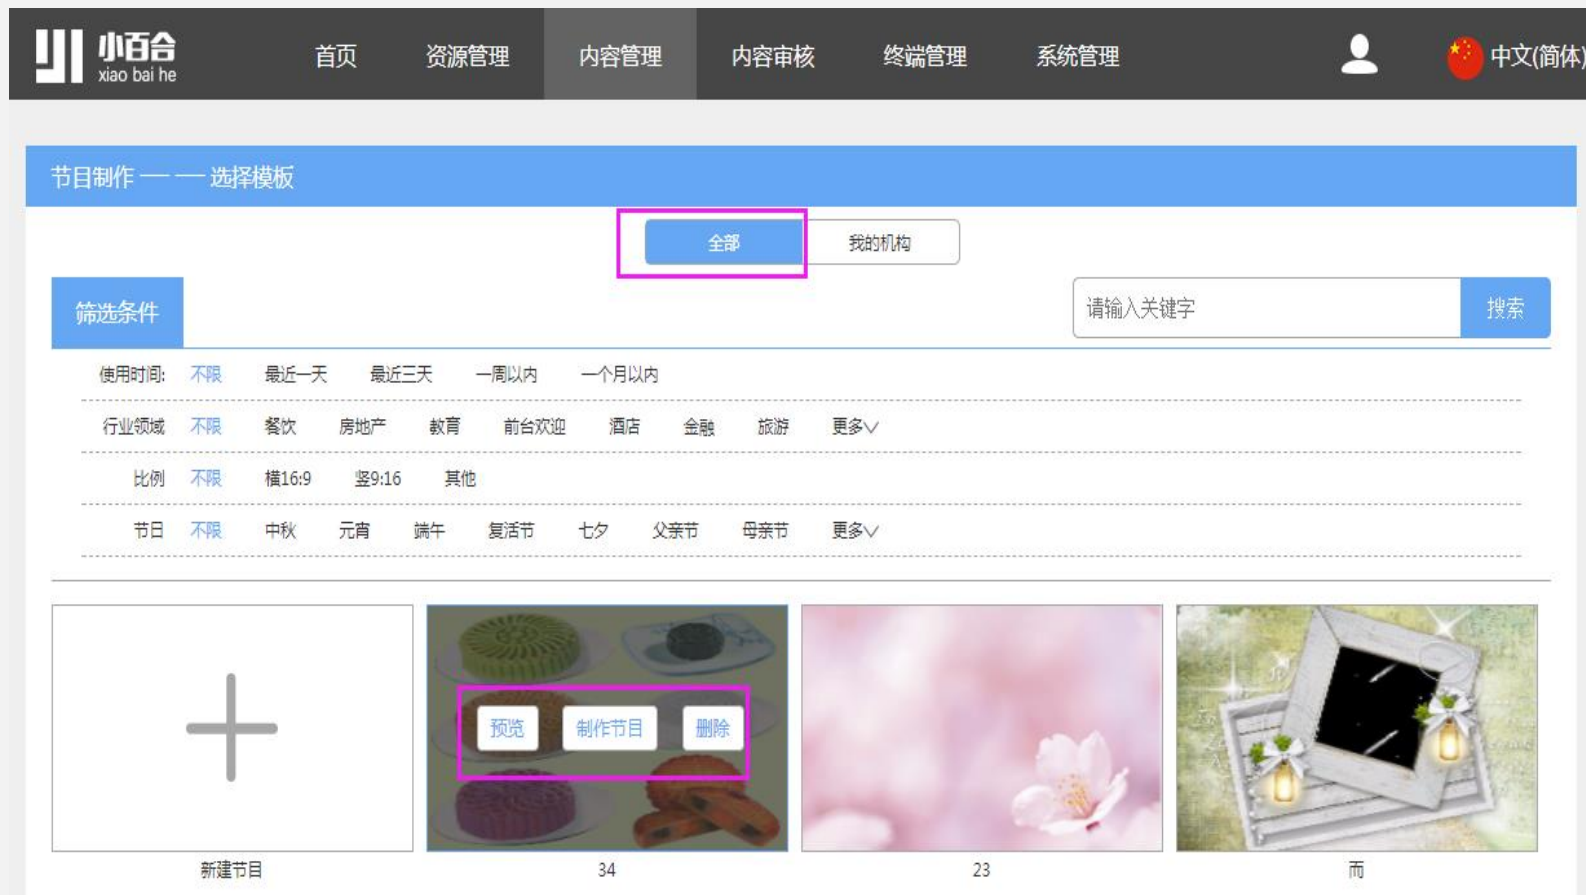 小百合
xiao bai he
首页 资源管理 内容管理 内容审核 终端管理 系统管理 中文(简体)
节目制作 — — 选择模板
全部 我的机构
筛选条件 请输入关键字 搜索
使用时间: 不限 最近一天 最近三天 一周以内 一个月以内
行业领域 不限 餐饮 房地产 教育 前台欢迎 酒店 金融 旅游 更多
比例 不限 横16:9 竖9:16 其他
节日 不限 中秋 元宵 端午 复活节 七夕 父亲节 母亲节 更多
预览 制作节目 删除
新建节目 34 23 而